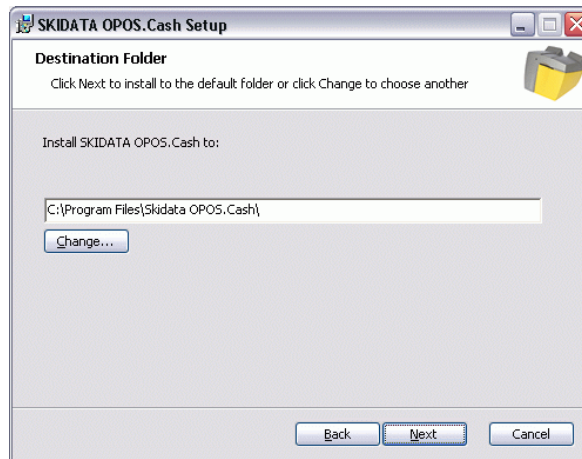 SKIDATA OPOS.Cash Setup
Destination Folder
Click Next to install to the default folder or click Change to choose another
Install SKIDATA OPOS.Cash to:
C:\Program Files\Skidata OPOS.Cash\
Change...
Back Next Cancel